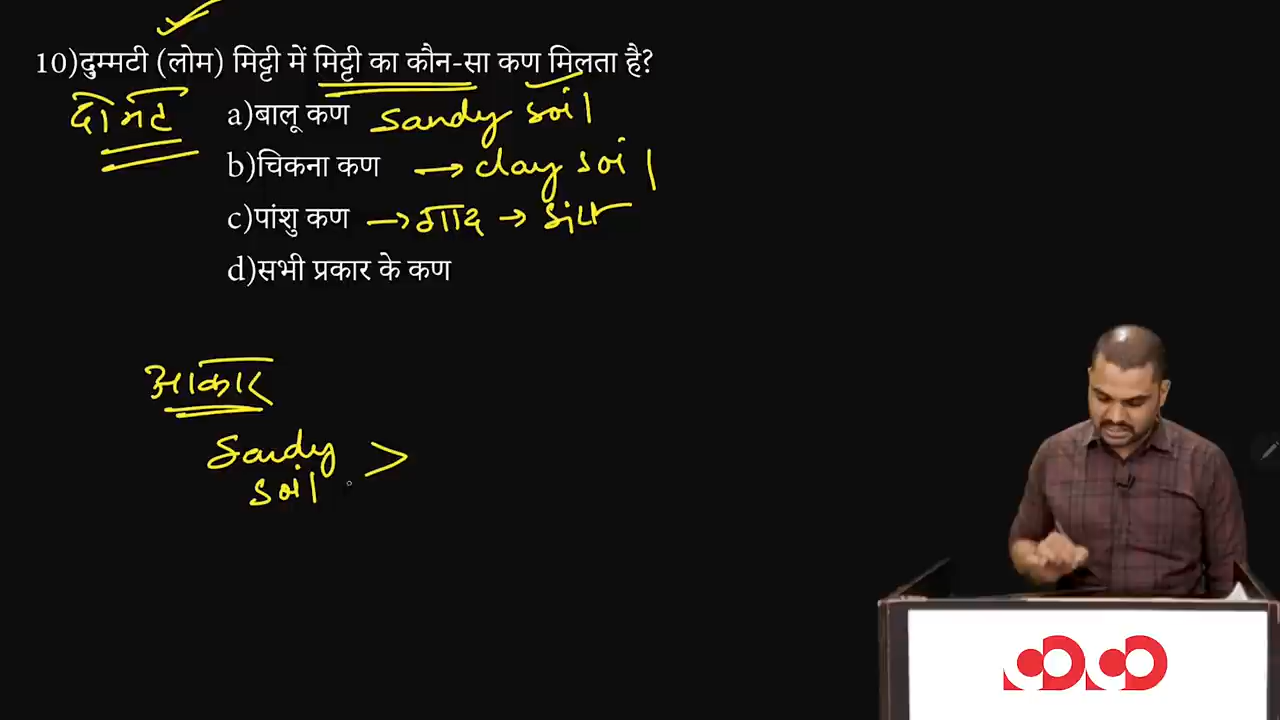 10)दुम्मटी (लोम) मिट्टी में मिट्टी का कौन-सा कण मिलता है?
दोमट
a)बालू कण sandy soil
b)चिकना कण → clay soil
c)पांशु कण → गाद → सिल्ट
d)सभी प्रकार के कण
आकार
Sandy >
soil